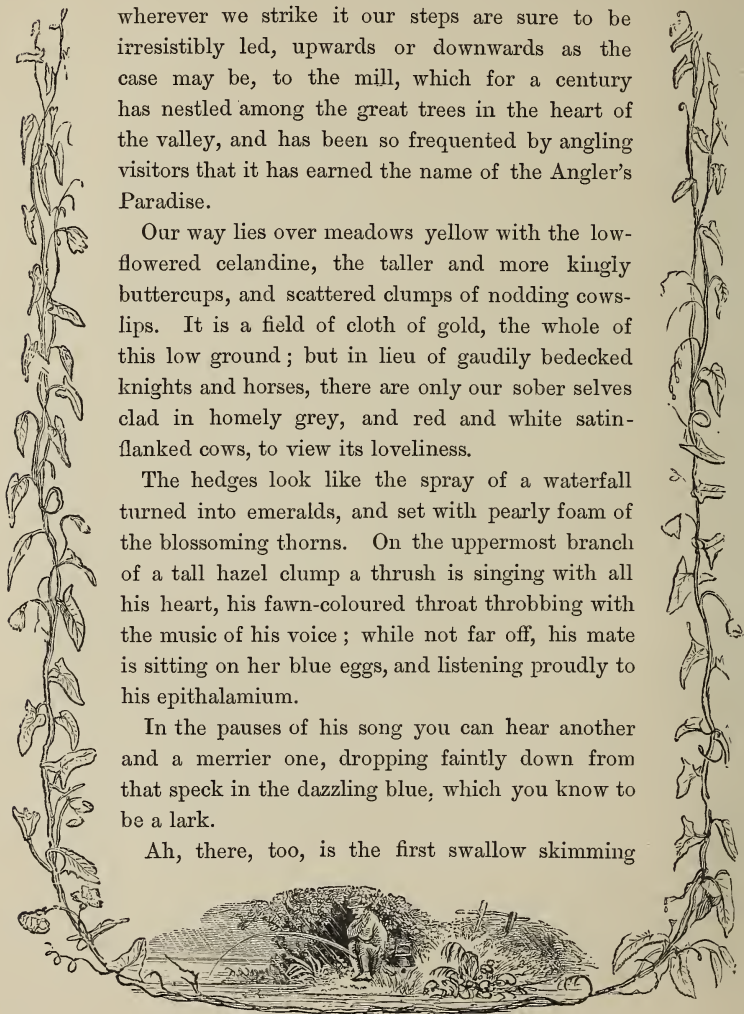 wherever we strike it our steps are sure to be
irresistibly led, upwards or downwards as the
case may be, to the mill, which for a century
has nestled among the great trees in the heart of
the valley, and has been so frequented by angling
visitors that it has earned the name of the Angler's
Paradise.
Our way lies over meadows yellow with the low-
flowered celandine, the taller and more kingly
buttercups, and scattered clumps of nodding cows-
lips. It is a field of cloth of gold, the whole of
this low ground; but in lieu of gaudily bedecked
knights and horses, there are only our sober selves
clad in homely grey, and red and white satin-
flanked cows, to view its loveliness.
The hedges look like the spray of a waterfall
turned into emeralds, and set with pearly foam of
the blossoming thorns. On the uppermost branch
of a tall hazel clump a thrush is singing with all
his heart, his fawn-coloured throat throbbing with
the music of his voice; while not far off, his mate
is sitting on her blue eggs, and listening proudly to
his epithalamium.
In the pauses of his song you can hear another
and a merrier one, dropping faintly down from
that speck in the dazzling blue, which you know to
be a lark.
Ah, there, too, is the first swallow skimming